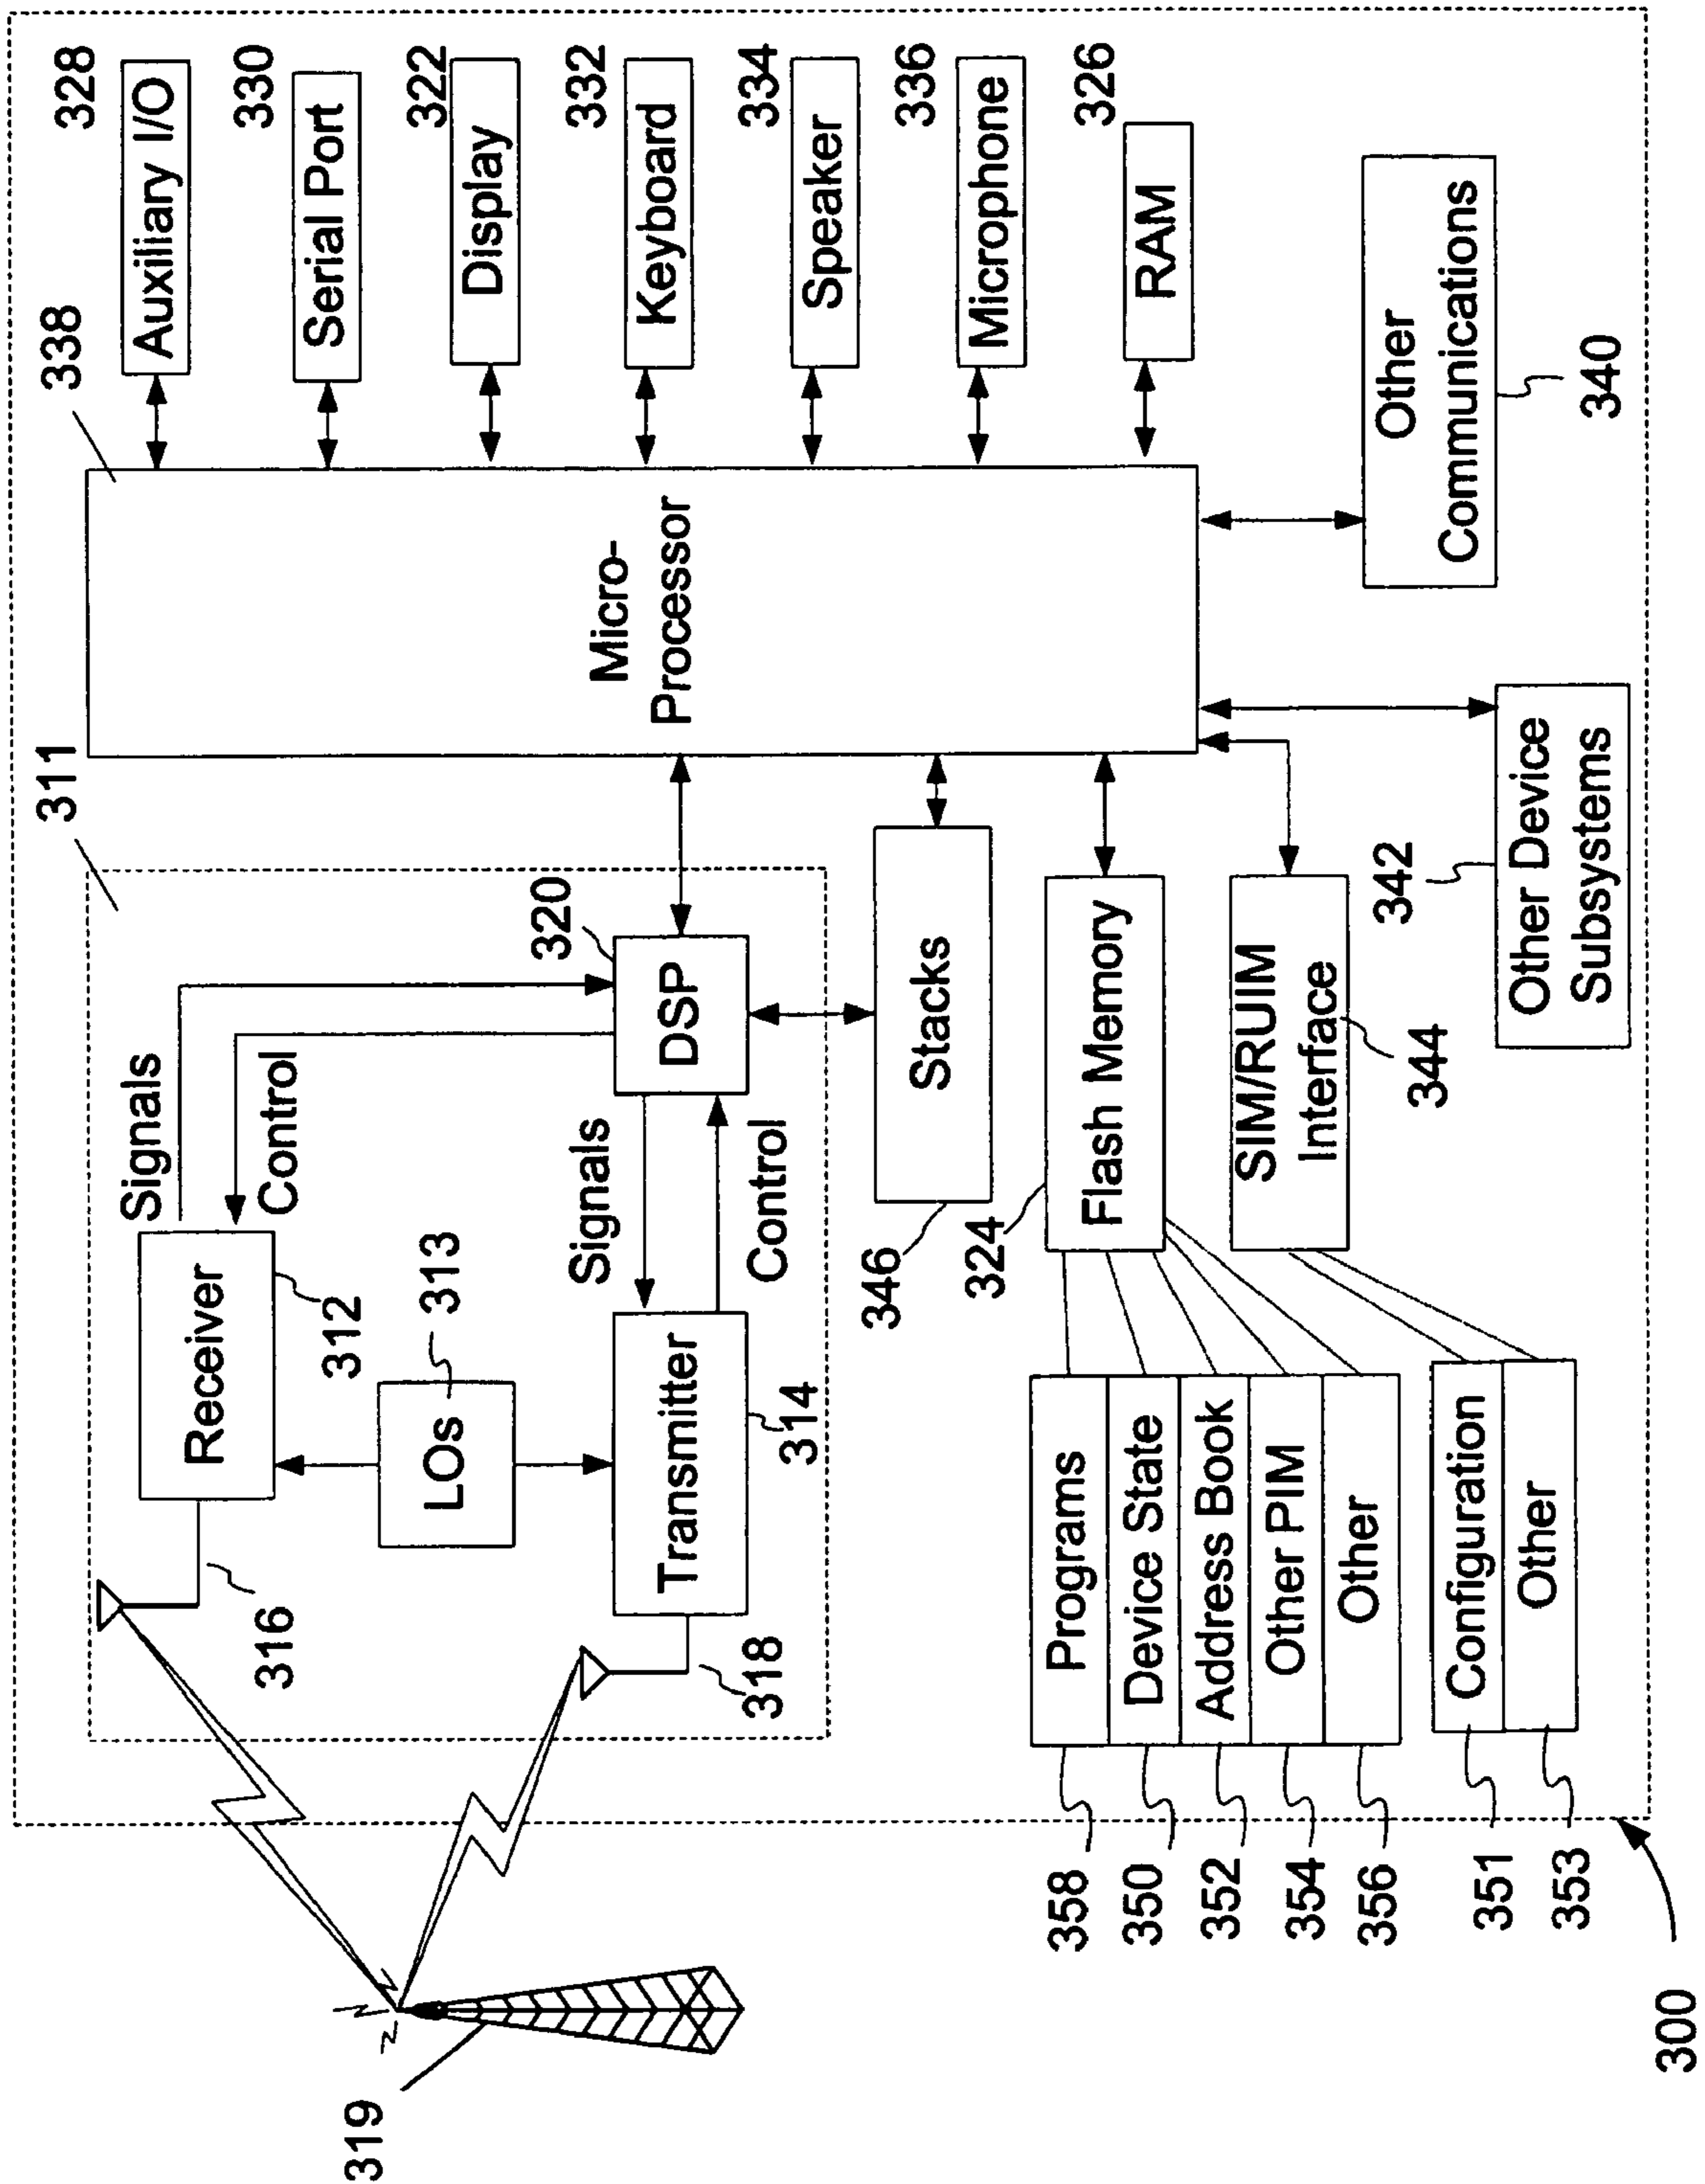 328
Auxiliary I/O
330
Serial Port
322
Display
332
Keyboard
334
Speaker
336
Microphone
326
RAM
338
Micro-
Processor
Other
Communications
340
311
320
DSP
Signals
Control
Signals
Control
Receiver
312
LOs
313
Transmitter
314
316
318
319
Stacks
346
Flash Memory
324
SIM/RUIM
Interface
344
Other Device
Subsystems
342
Programs
Device State
Address Book
Other PIM
Other
Configuration
Other
358
350
352
354
356
351
353
300